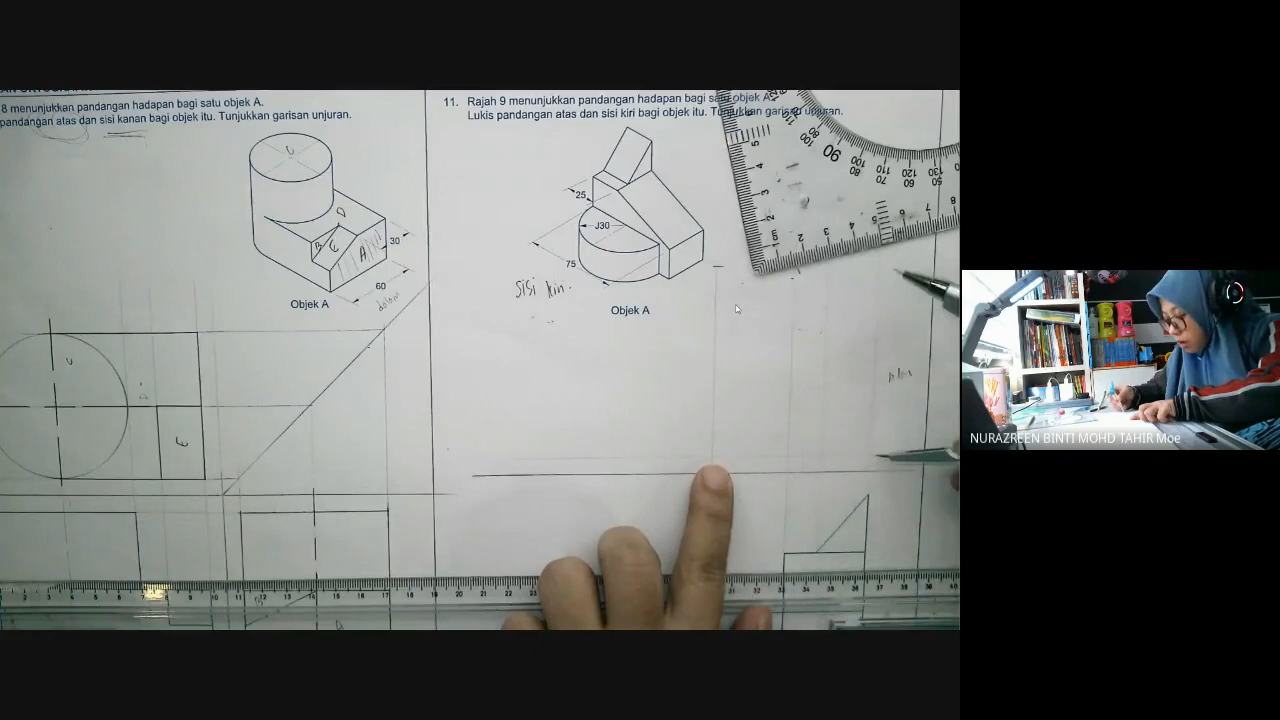 8 menunjukkan pandangan hadapan bagi satu objek A.
pandangan atas dan sisi kanan bagi objek itu. Tunjukkan garisan unjuran.
C
D
B
E
A
30
60
dalam
Objek A
11. Rajah 9 menunjukkan pandangan hadapan bagi satu objek A.
Lukis pandangan atas dan sisi kiri bagi objek itu. Tunjukkan garisan unjuran.
25
J30
75
sisi kiri.
Objek A
C
D
E
B
A
NURAZREEN BINTI MOHD TAHIR Moe